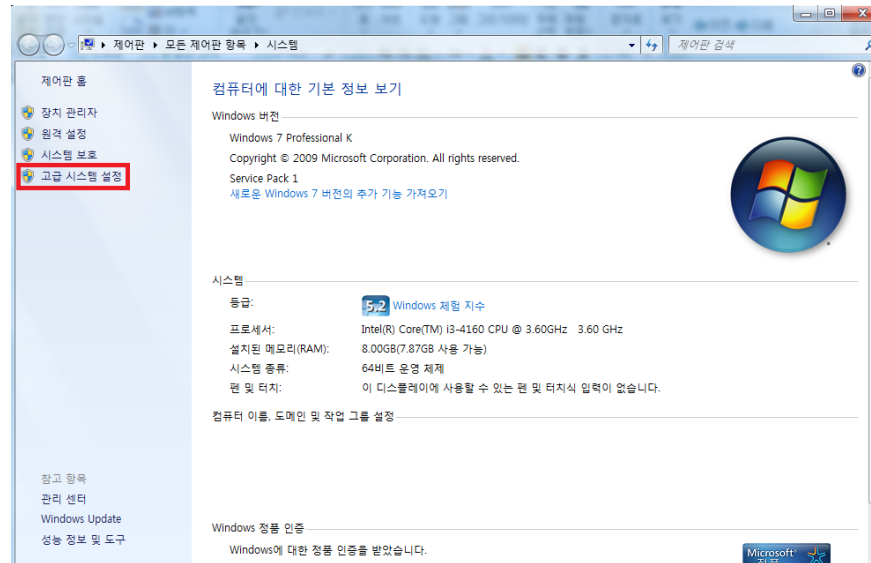 제어판 ▸ 모든 제어판 항목 ▸ 시스템
제어판 검색
제어판 홈
장치 관리자
원격 설정
시스템 보호
고급 시스템 설정
컴퓨터에 대한 기본 정보 보기
Windows 버전
Windows 7 Professional K
Copyright © 2009 Microsoft Corporation. All rights reserved.
Service Pack 1
새로운 Windows 7 버전의 추가 기능 가져오기
시스템
등급: 5.2 Windows 체험 지수
프로세서: Intel(R) Core(TM) i3-4160 CPU @ 3.60GHz 3.60 GHz
설치된 메모리(RAM): 8.00GB(7.87GB 사용 가능)
시스템 종류: 64비트 운영 체제
펜 및 터치: 이 디스플레이에 사용할 수 있는 펜 및 터치식 입력이 없습니다.
컴퓨터 이름, 도메인 및 작업 그룹 설정
참고 항목
관리 센터
Windows Update
성능 정보 및 도구
Windows 정품 인증
Windows에 대한 정품 인증을 받았습니다.
Microsoft